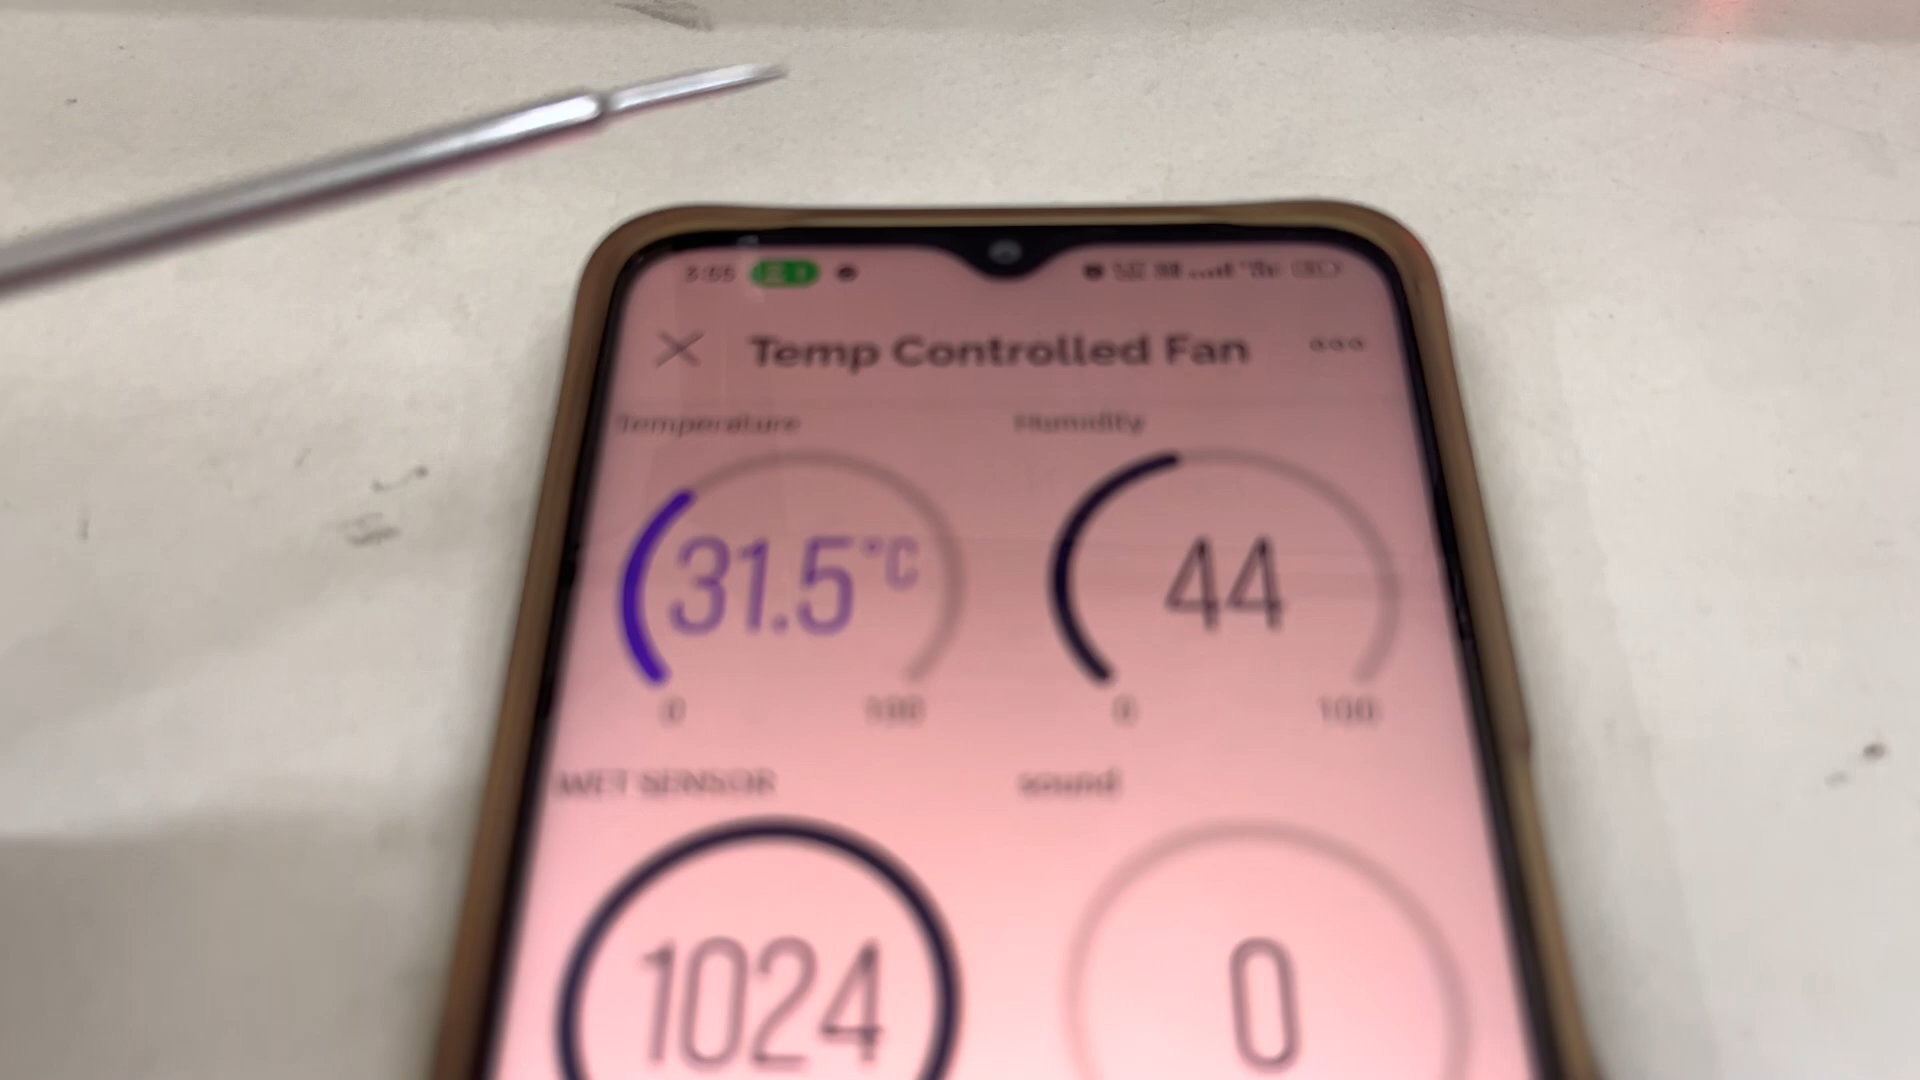 Temp Controlled Fan
Temperature Humidity
31.5°C 44
0 100 0 100
WET SENSOR sound
1024 0